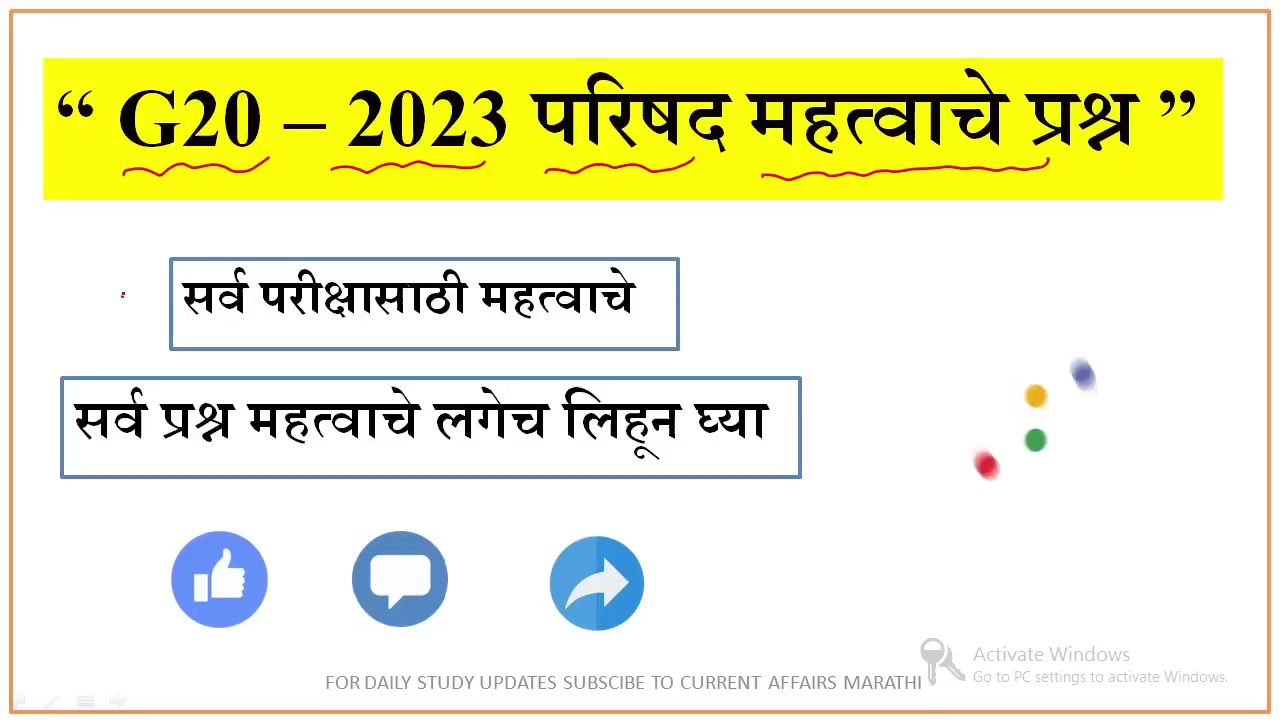 “ G20 – 2023 परिषद महत्वाचे प्रश्न ”
सर्व परीक्षासाठी महत्वाचे
सर्व प्रश्न महत्वाचे लगेच लिहून घ्या
Activate Windows
Go to PC settings to activate Windows.
FOR DAILY STUDY UPDATES SUBSCIBE TO CURRENT AFFAIRS MARATHI